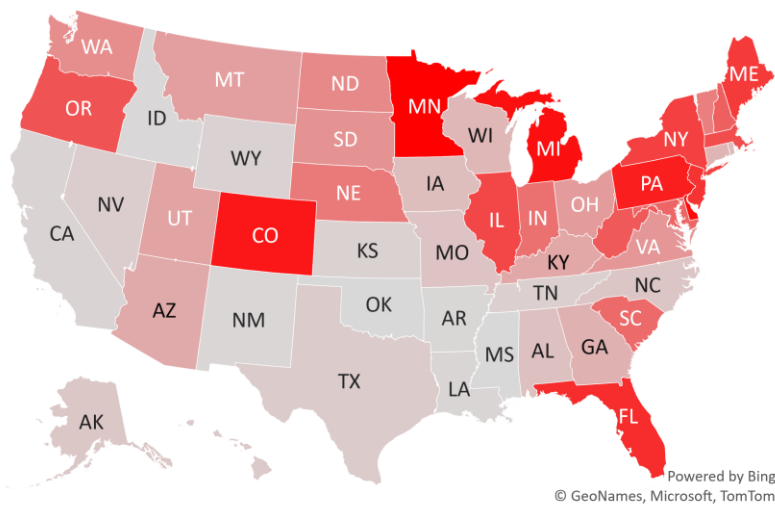 WA
MT
ND
MN
ME
OR
ID
SD
WI
MI
NY
WY
IA
PA
NE
NV
UT
CO
IL
IN
OH
CA
KS
MO
KY
VA
AZ
NM
OK
TN
NC
AR
SC
TX
LA
MS
AL
GA
AK
FL
Powered by Bing
© GeoNames, Microsoft, TomTom